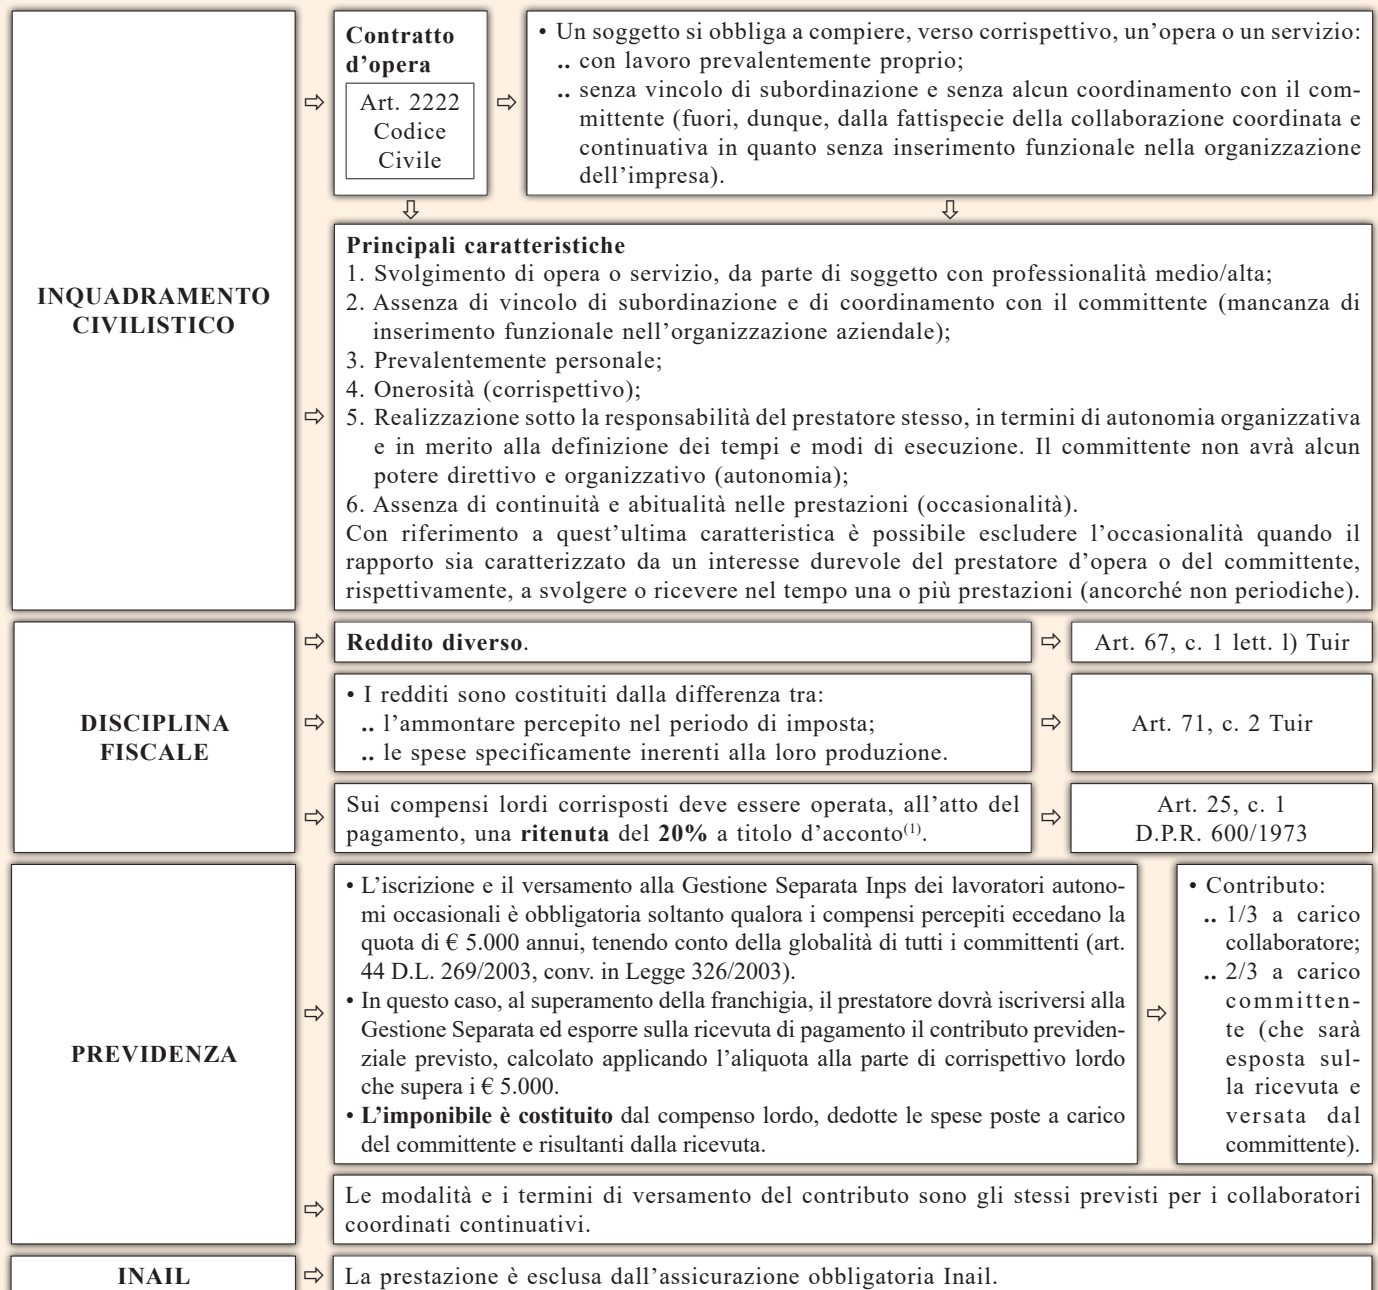 INQUADRAMENTO
CIVILISTICO
Contratto
d’opera
Art. 2222
Codice
Civile
• Un soggetto si obbliga a compiere, verso corrispettivo, un’opera o un servizio:
.. con lavoro prevalentemente proprio;
.. senza vincolo di subordinazione e senza alcun coordinamento con il com-
mittente (fuori, dunque, dalla fattispecie della collaborazione coordinata e
continuativa in quanto senza inserimento funzionale nella organizzazione
dell’impresa).
Principali caratteristiche
1. Svolgimento di opera o servizio, da parte di soggetto con professionalità medio/alta;
2. Assenza di vincolo di subordinazione e di coordinamento con il committente (mancanza di
inserimento funzionale nell’organizzazione aziendale);
3. Prevalentemente personale;
4. Onerosità (corrispettivo);
5. Realizzazione sotto la responsabilità del prestatore stesso, in termini di autonomia organizzativa
e in merito alla definizione dei tempi e modi di esecuzione. Il committente non avrà alcun
potere direttivo e organizzativo (autonomia);
6. Assenza di continuità e abitualità nelle prestazioni (occasionalità).
Con riferimento a quest’ultima caratteristica è possibile escludere l’occasionalità quando il
rapporto sia caratterizzato da un interesse durevole del prestatore d’opera o del committente,
rispettivamente, a svolgere o ricevere nel tempo una o più prestazioni (ancorché non periodiche).
DISCIPLINA
FISCALE
Reddito diverso.
Art. 67, c. 1 lett. l) Tuir
• I redditi sono costituiti dalla differenza tra:
.. l’ammontare percepito nel periodo di imposta;
.. le spese specificamente inerenti alla loro produzione.
Art. 71, c. 2 Tuir
Sui compensi lordi corrisposti deve essere operata, all’atto del
pagamento, una ritenuta del 20% a titolo d’acconto(1).
Art. 25, c. 1
D.P.R. 600/1973
PREVIDENZA
• L’iscrizione e il versamento alla Gestione Separata Inps dei lavoratori autono-
mi occasionali è obbligatoria soltanto qualora i compensi percepiti eccedano la
quota di € 5.000 annui, tenendo conto della globalità di tutti i committenti (art.
44 D.L. 269/2003, conv. in Legge 326/2003).
• In questo caso, al superamento della franchigia, il prestatore dovrà iscriversi alla
Gestione Separata ed esporre sulla ricevuta di pagamento il contributo previden-
ziale previsto, calcolato applicando l’aliquota alla parte di corrispettivo lordo
che supera i € 5.000.
• L’imponibile è costituito dal compenso lordo, dedotte le spese poste a carico
del committente e risultanti dalla ricevuta.
• Contributo:
.. 1/3 a carico
collaboratore;
.. 2/3 a carico
committen-
te (che sarà
esposta sul-
la ricevuta e
versata dal
committente).
Le modalità e i termini di versamento del contributo sono gli stessi previsti per i collaboratori
coordinati continuativi.
INAIL
La prestazione è esclusa dall’assicurazione obbligatoria Inail.